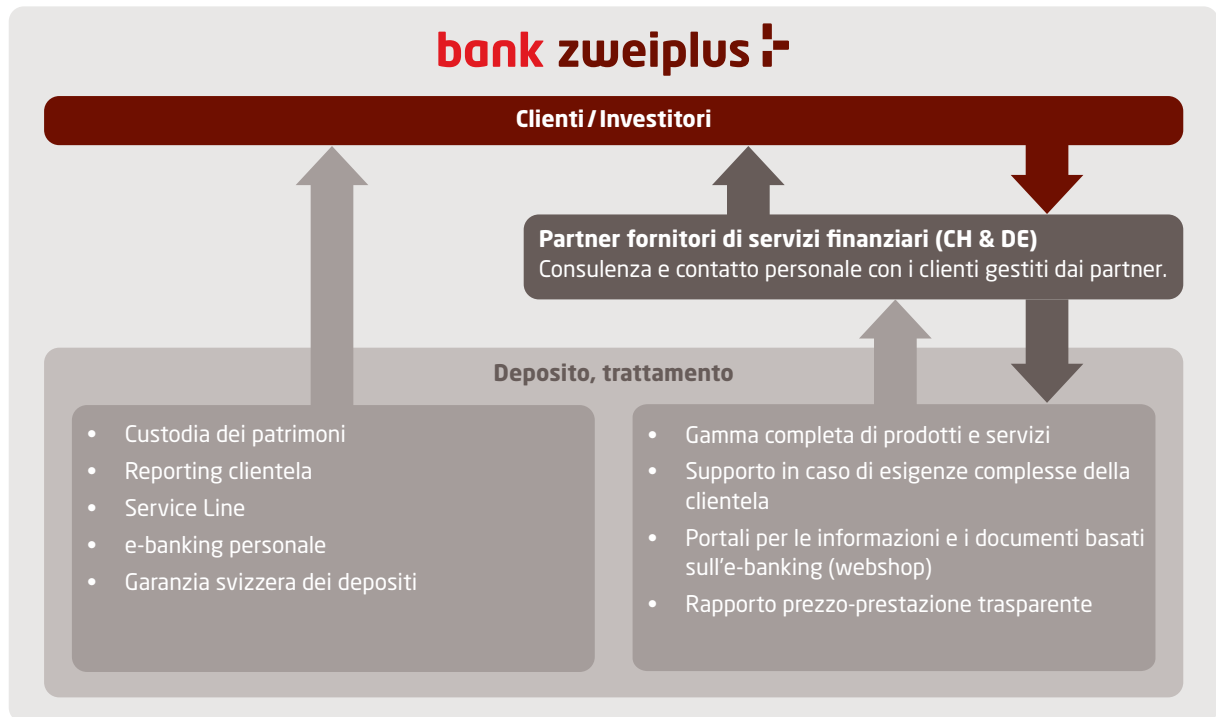 bank zweiplus
Clienti / Investitori
Partner fornitori di servizi finanziari (CH & DE)
Consulenza e contatto personale con i clienti gestiti dai partner.
Deposito, trattamento
• Custodia dei patrimoni
• Reporting clientela
• Service Line
• e-banking personale
• Garanzia svizzera dei depositi
• Gamma completa di prodotti e servizi
• Supporto in caso di esigenze complesse della
clientela
• Portali per le informazioni e i documenti basati
sull’e-banking (webshop)
• Rapporto prezzo-prestazione trasparente